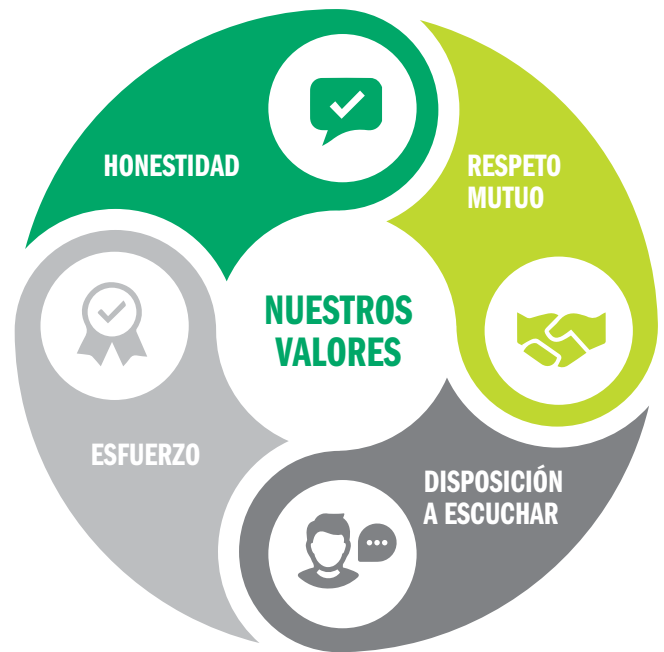 HONESTIDAD
RESPETO
MUTUO
NUESTROS
VALORES
ESFUERZO
DISPOSICIÓN
A ESCUCHAR